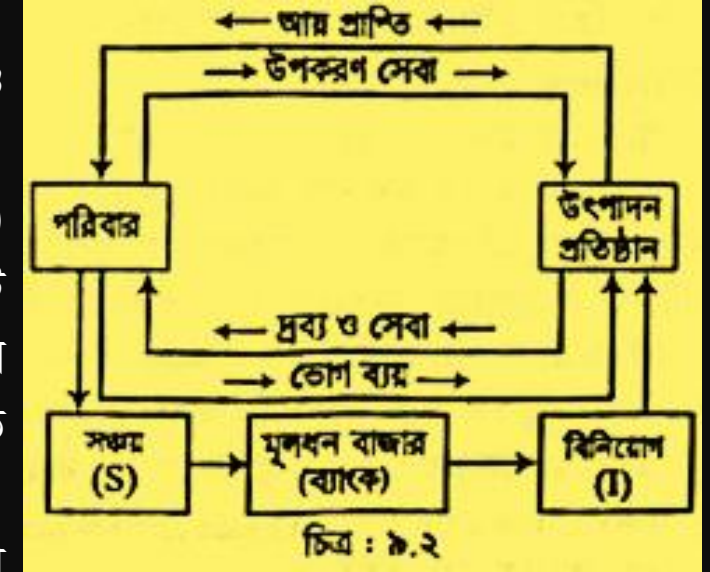 আয় প্রাপ্তি
উপকরণ সেবা
পরিবার
উৎপাদন
প্রতিষ্ঠান
দ্রব্য ও সেবা
ভোগ ব্যয়
সঞ্চয়
(S)
মূলধন বাজার
(ব্যাংক)
বিনিয়োগ
(I)
চিত্র : ৯.২